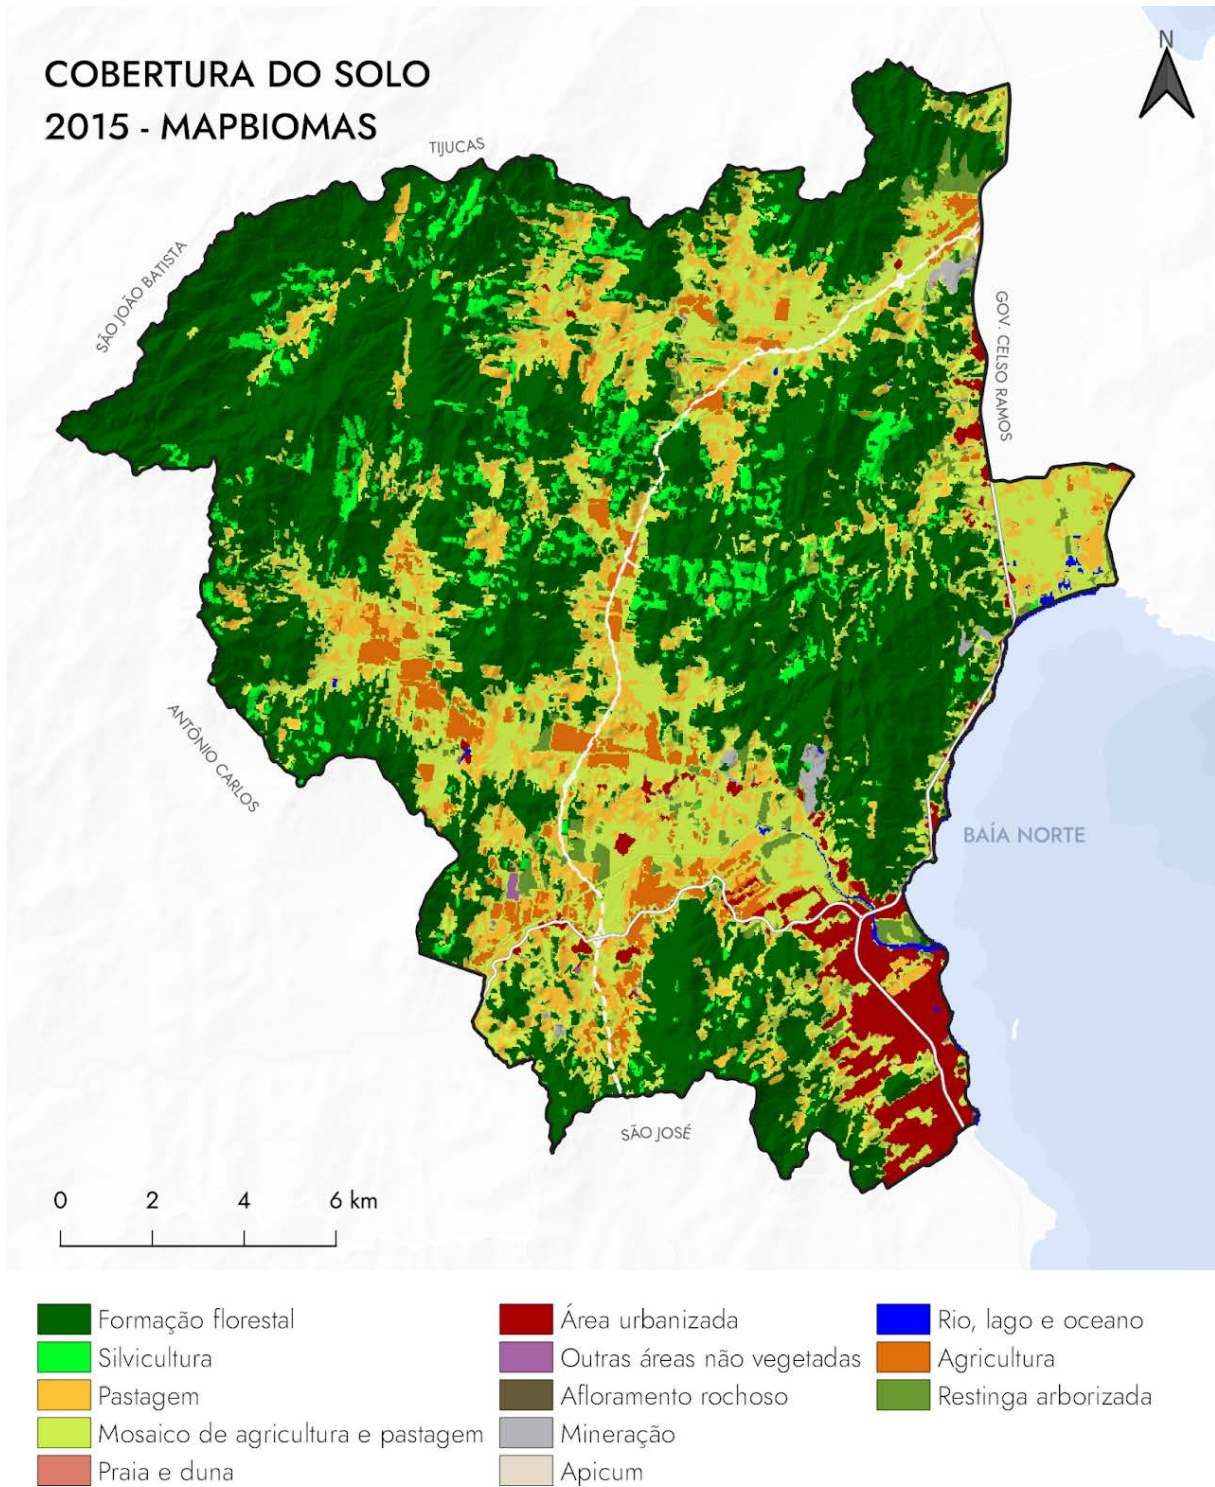 COBERTURA DO SOLO
2015 - MAPBIOMAS
N
TIJUCAS
SÃO JOÃO BATISTA
GOV. CELSO RAMOS
ANTÔNIO CARLOS
BAÍA NORTE
SÃO JOSÉ
0 2 4 6 km
Formação florestal
Silvicultura
Pastagem
Mosaico de agricultura e pastagem
Praia e duna
Área urbanizada
Outras áreas não vegetadas
Afloramento rochoso
Mineração
Apicum
Rio, lago e oceano
Agricultura
Restinga arborizada